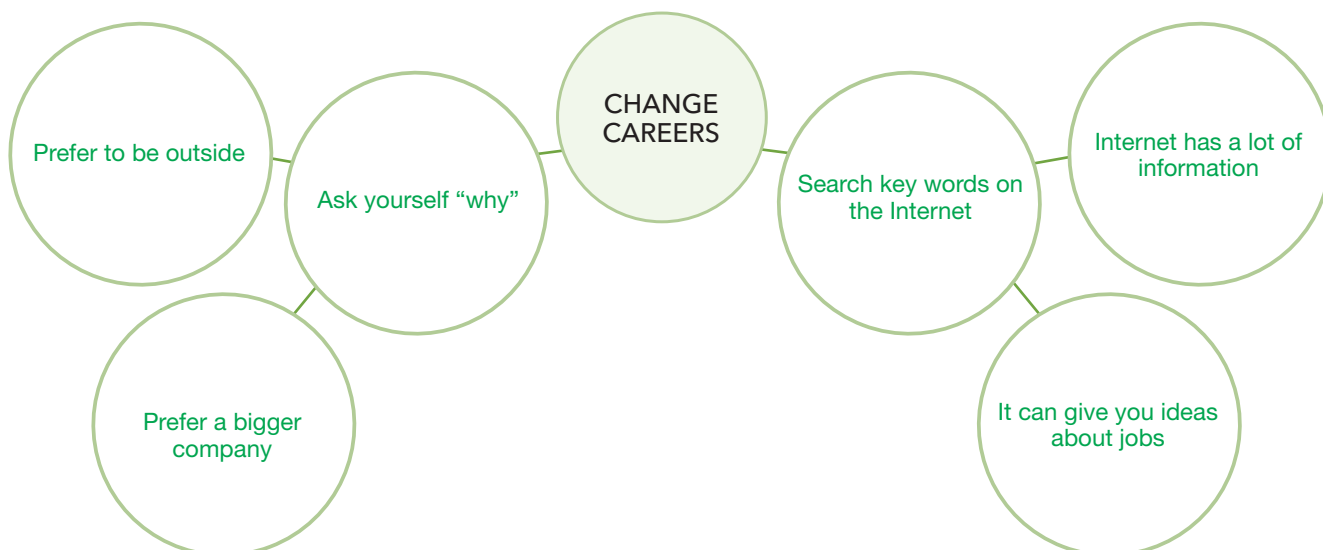 CHANGE
CAREERS
Prefer to be outside
Ask yourself “why”
Prefer a bigger
company
Search key words on
the Internet
Internet has a lot of
information
It can give you ideas
about jobs